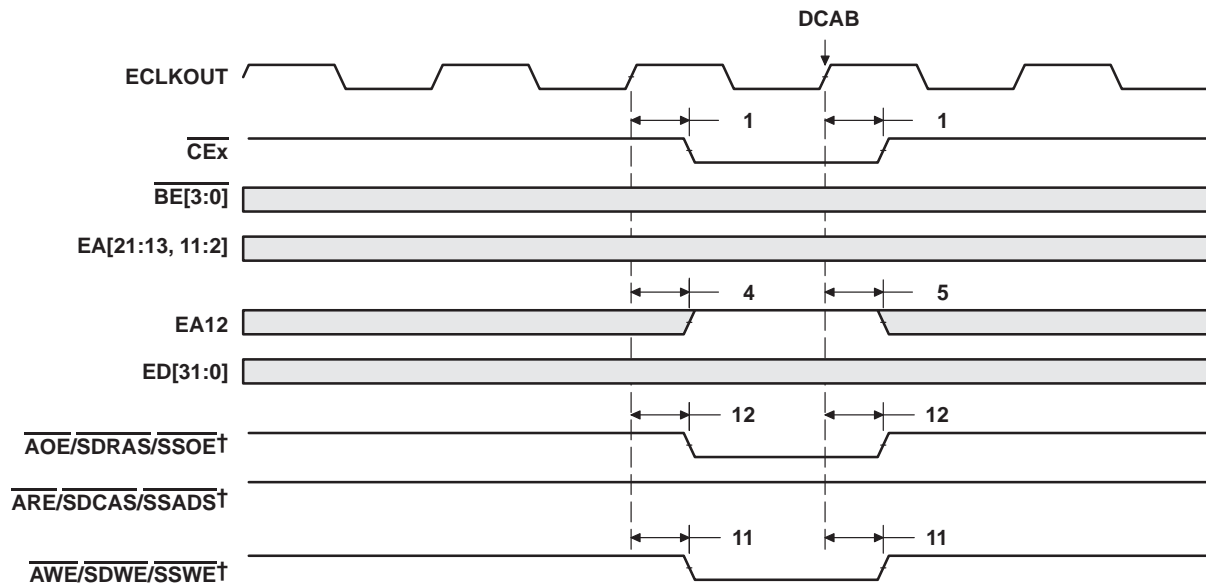 DCAB
ECLKOUT
1 1
CEx
BE[3:0]
EA[21:13, 11:2]
4 5
EA12
ED[31:0]
12 12
AOE/SDRAS/SSOE†
ARE/SDCAS/SSADS†
11 11
AWE/SDWE/SSWE†